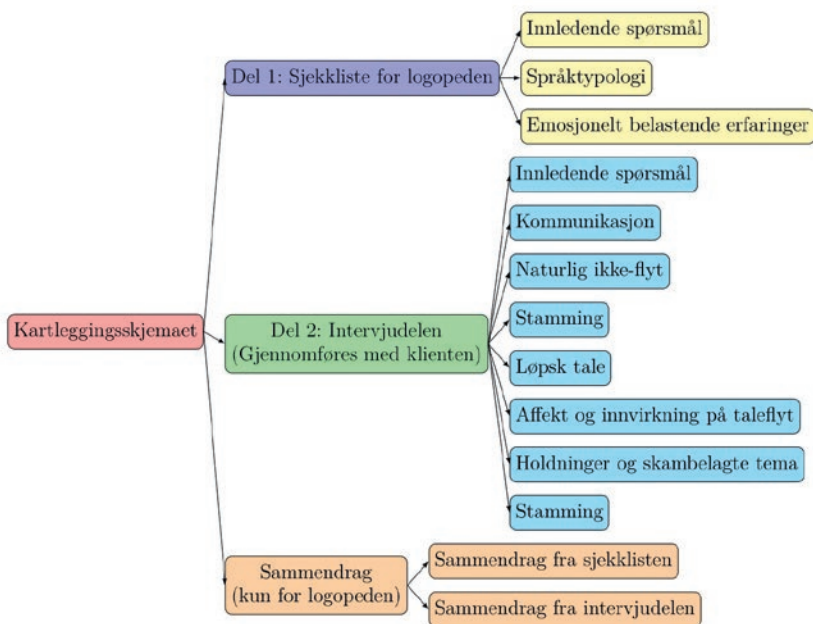 Kartleggingsskjemaet
Del 1: Sjekkliste for logopeden
Innledende spørsmål
Språktypologi
Emosjonelt belastende erfaringer
Del 2: Intervjudelen
(Gjennomføres med klienten)
Innledende spørsmål
Kommunikasjon
Naturlig ikke-flyt
Stamming
Løpsk tale
Affekt og innvirkning på taleflyt
Holdninger og skambelagte tema
Stamming
Sammendrag
(kun for logopeden)
Sammendrag fra sjekklisten
Sammendrag fra intervjudelen